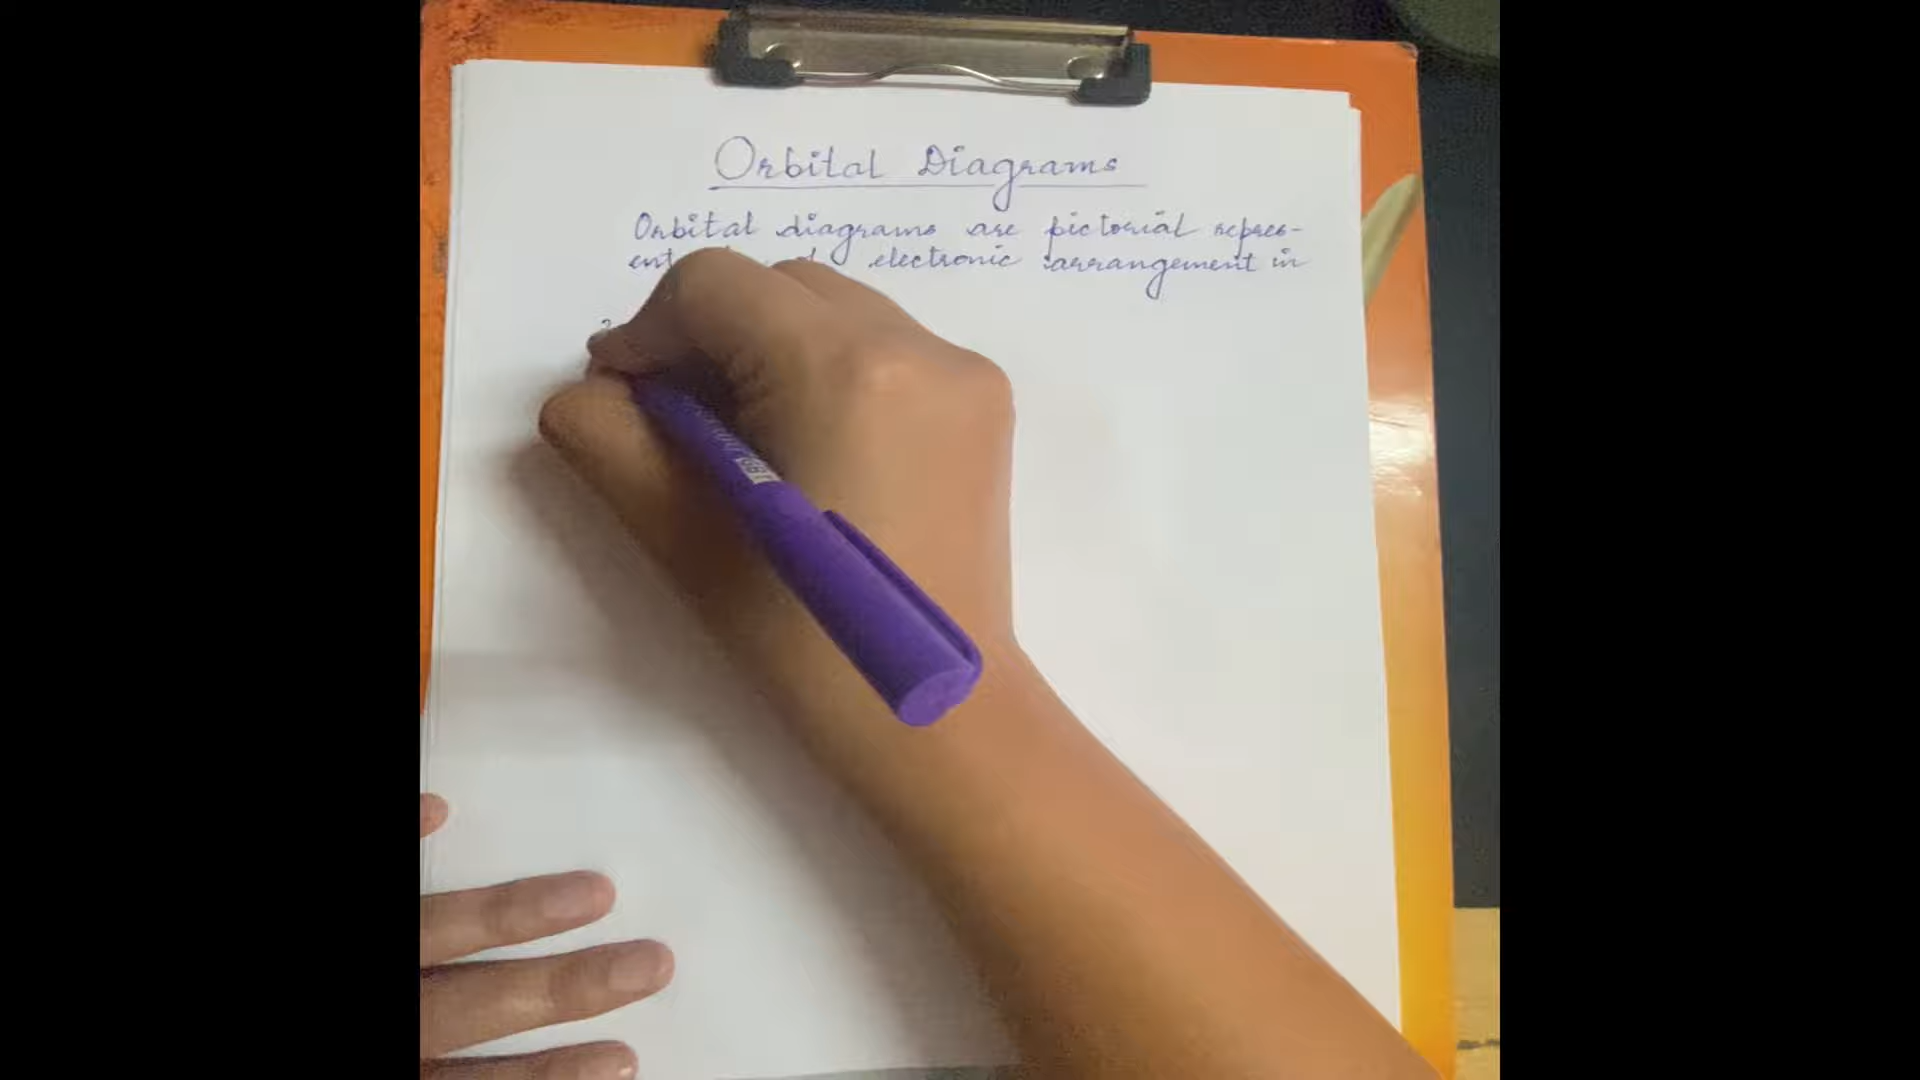 Orbital Diagrams
Orbital diagrams are pictorial repres-
ent electronic arrangement in